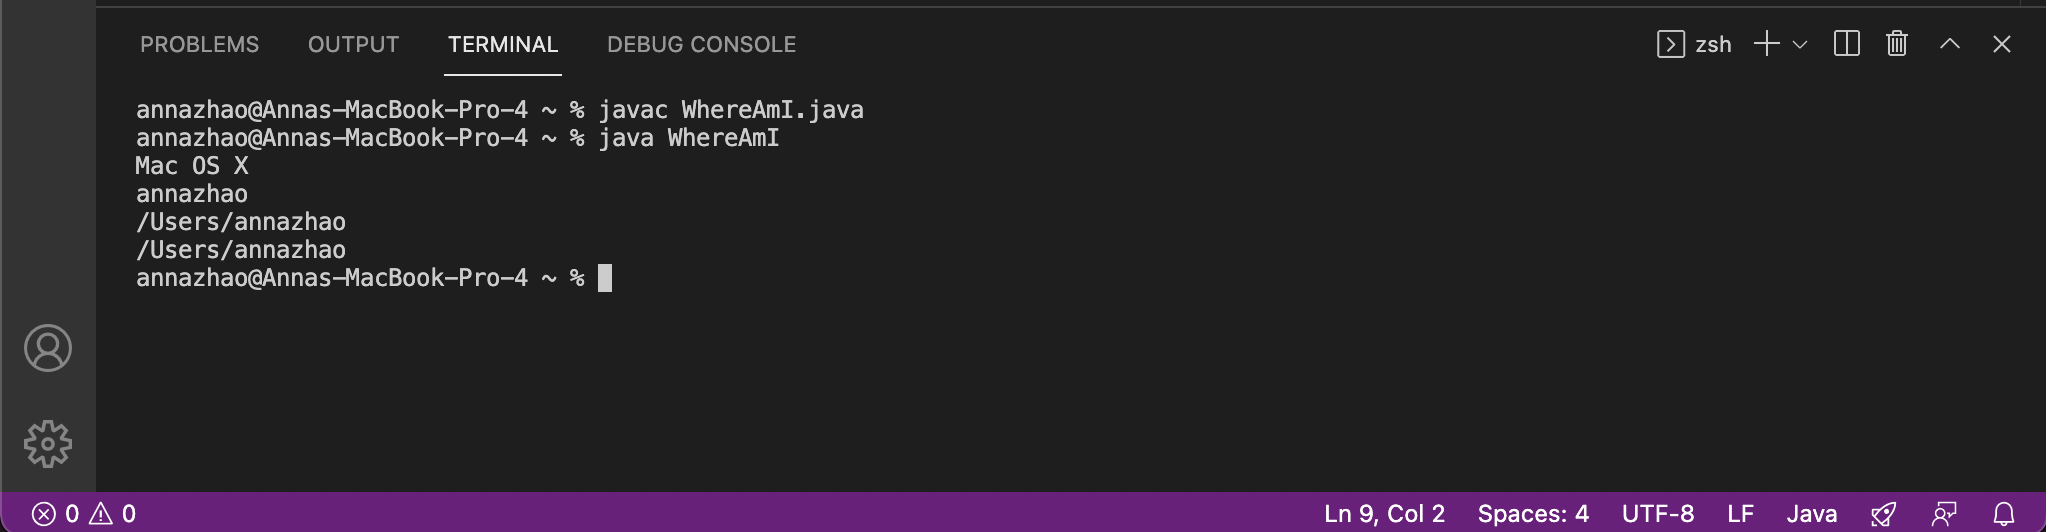 PROBLEMS OUTPUT TERMINAL DEBUG CONSOLE zsh
annazhao@Annas-MacBook-Pro-4 ~ % javac WhereAmI.java
annazhao@Annas-MacBook-Pro-4 ~ % java WhereAmI
Mac OS X
annazhao
/Users/annazhao
/Users/annazhao
annazhao@Annas-MacBook-Pro-4 ~ %
0 0 Ln 9, Col 2 Spaces: 4 UTF-8 LF Java